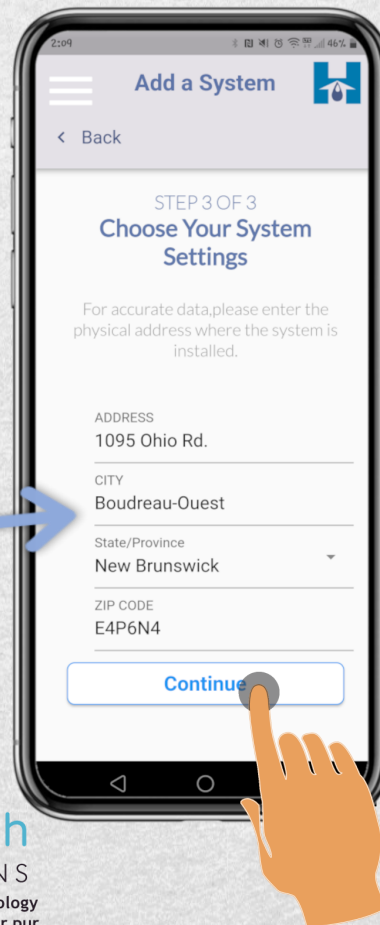 2:09
46%
Add a System
< Back
STEP 3 OF 3
Choose Your System
Settings
For accurate data,please enter the
physical address where the system is
installed.
ADDRESS
1095 Ohio Rd.
CITY
Boudreau-Ouest
State/Province
New Brunswick
ZIP CODE
E4P6N4
Continue
h
N S
ology
r pur